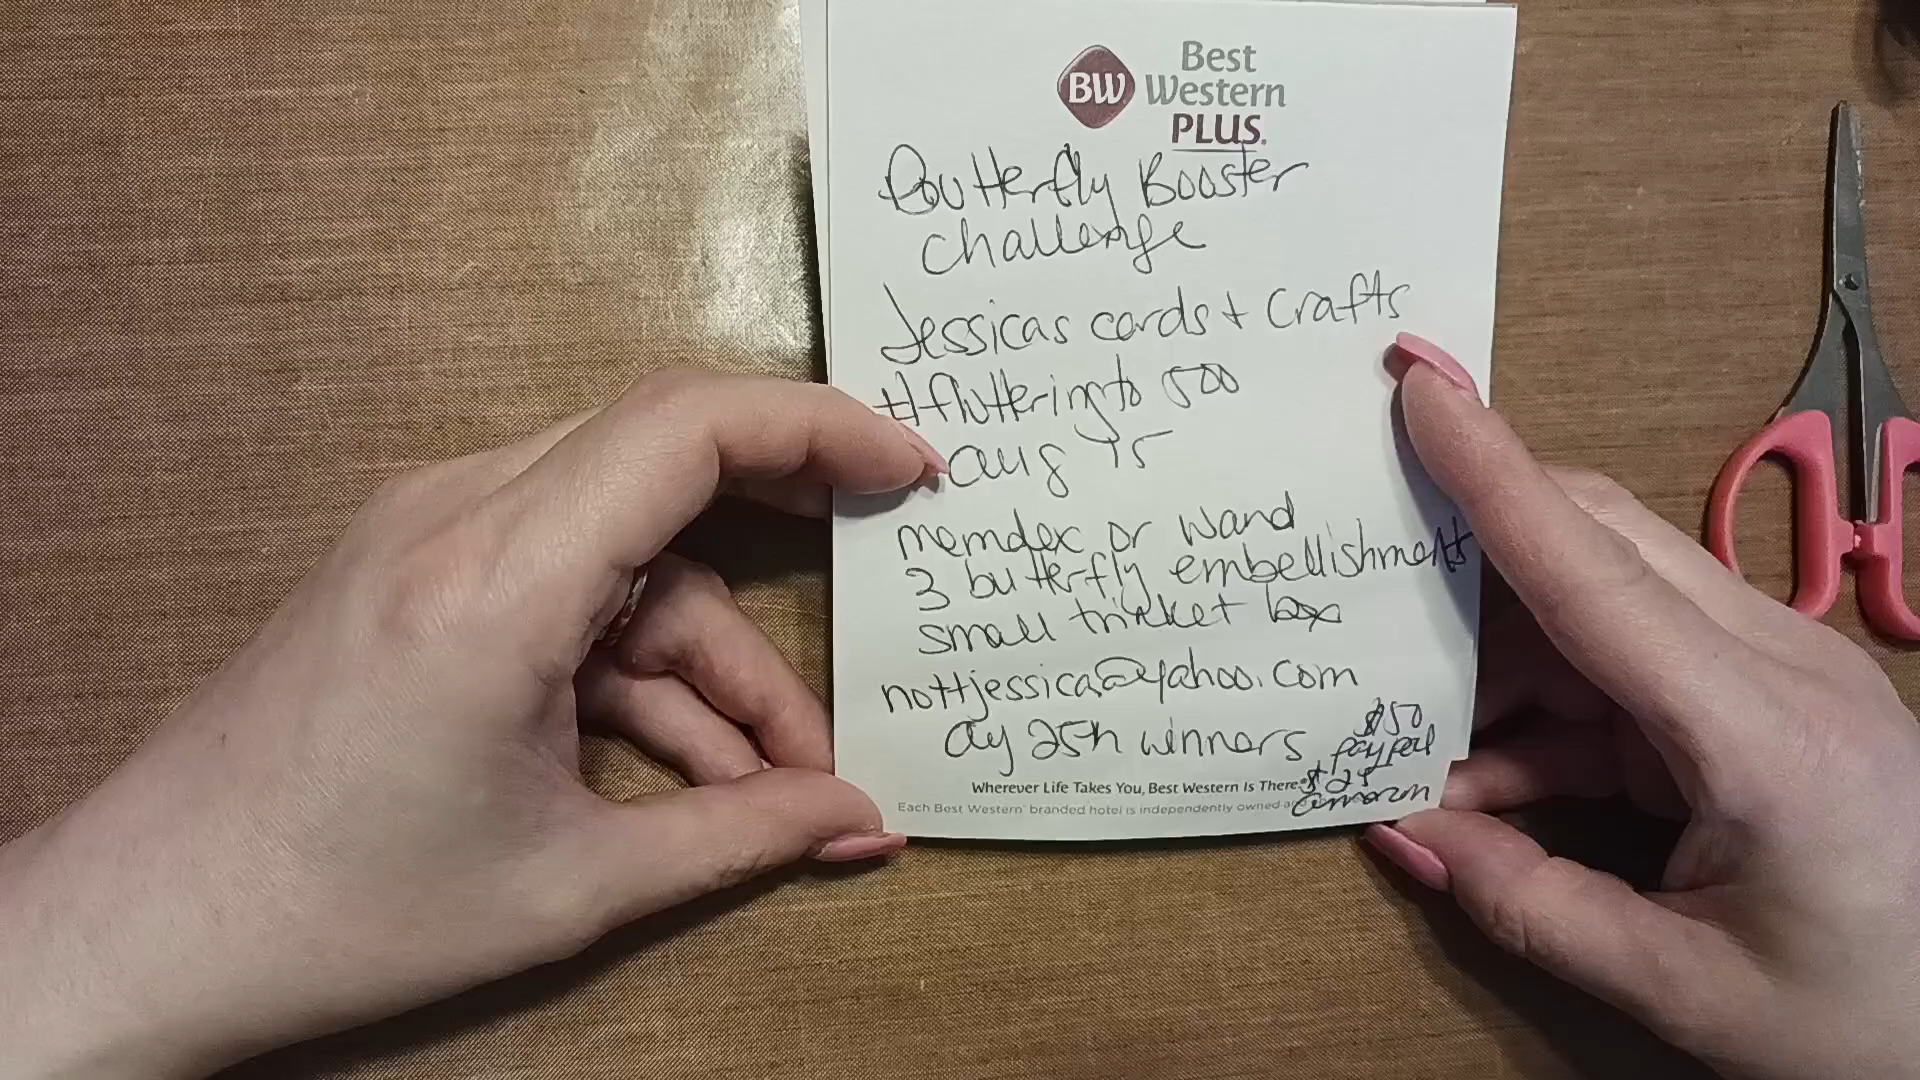 BW Best
Western
PLUS.
Butterfly Booster
challenge
Jessicas cards + Crafts
#flutteringto 500
aug 15
memdex or wand
3 butterfly embellishments
small trinket box
nottjessica@yahoo.com
25th winners
$50
paypal
Wherever Life Takes You, Best Western Is There.
$25
Each Best Western branded hotel is independently owned
amazon